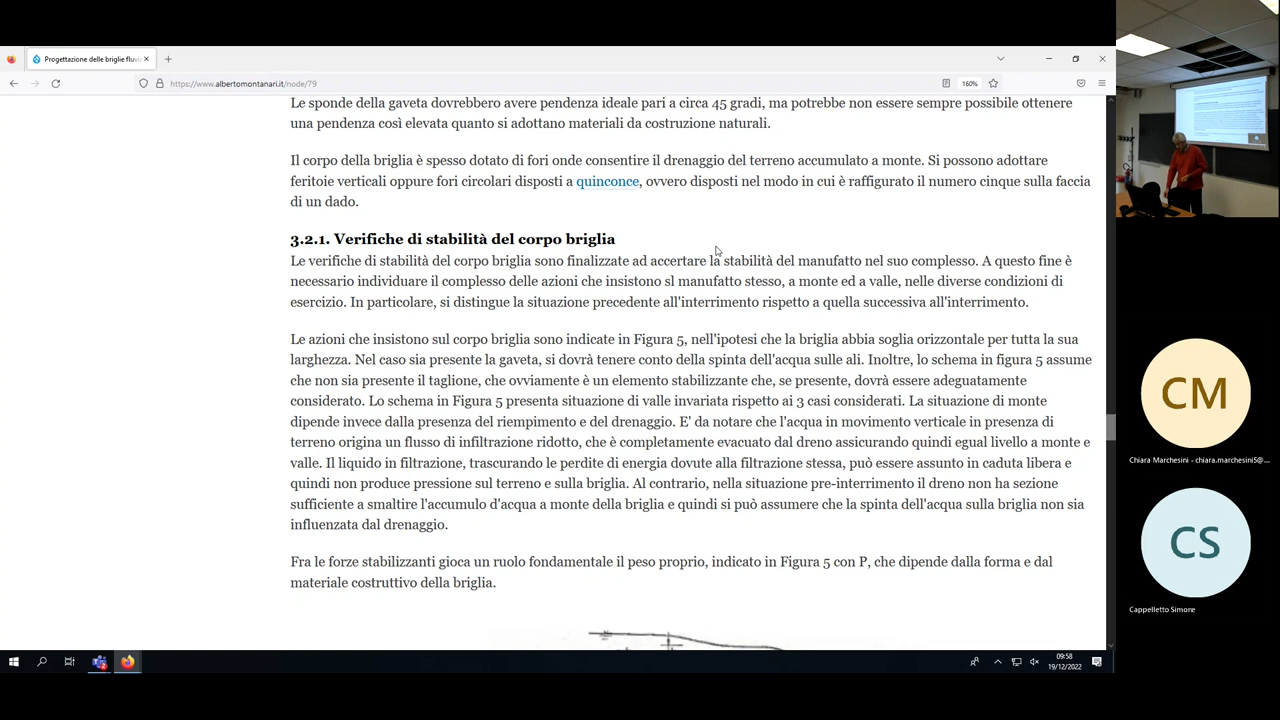 Progettazione delle briglie fluvi
https://www.albertomontanari.it/node/79
160%
Le sponde della gaveta dovrebbero avere pendenza ideale pari a circa 45 gradi, ma potrebbe non essere sempre possibile ottenere
una pendenza così elevata quanto si adottano materiali da costruzione naturali.
Il corpo della briglia è spesso dotato di fori onde consentire il drenaggio del terreno accumulato a monte. Si possono adottare
feritoie verticali oppure fori circolari disposti a quinconce, ovvero disposti nel modo in cui è raffigurato il numero cinque sulla faccia
di un dado.
3.2.1. Verifiche di stabilità del corpo briglia
Le verifiche di stabilità del corpo briglia sono finalizzate ad accertare la stabilità del manufatto nel suo complesso. A questo fine è
necessario individuare il complesso delle azioni che insistono sl manufatto stesso, a monte ed a valle, nelle diverse condizioni di
esercizio. In particolare, si distingue la situazione precedente all'interrimento rispetto a quella successiva all'interrimento.
Le azioni che insistono sul corpo briglia sono indicate in Figura 5, nell'ipotesi che la briglia abbia soglia orizzontale per tutta la sua
larghezza. Nel caso sia presente la gaveta, si dovrà tenere conto della spinta dell'acqua sulle ali. Inoltre, lo schema in figura 5 assume
che non sia presente il taglione, che ovviamente è un elemento stabilizzante che, se presente, dovrà essere adeguatamente
considerato. Lo schema in Figura 5 presenta situazione di valle invariata rispetto ai 3 casi considerati. La situazione di monte
dipende invece dalla presenza del riempimento e del drenaggio. E' da notare che l'acqua in movimento verticale in presenza di
terreno origina un flusso di infiltrazione ridotto, che è completamente evacuato dal dreno assicurando quindi egual livello a monte e
valle. Il liquido in filtrazione, trascurando le perdite di energia dovute alla filtrazione stessa, può essere assunto in caduta libera e
quindi non produce pressione sul terreno e sulla briglia. Al contrario, nella situazione pre-interrimento il dreno non ha sezione
sufficiente a smaltire l'accumulo d'acqua a monte della briglia e quindi si può assumere che la spinta dell'acqua sulla briglia non sia
influenzata dal drenaggio.
Fra le forze stabilizzanti gioca un ruolo fondamentale il peso proprio, indicato in Figura 5 con P, che dipende dalla forma e dal
materiale costruttivo della briglia.
CM
Chiara Marchesini - chiara.marchesini5@...
CS
Cappelletto Simone
09:58
19/12/2022